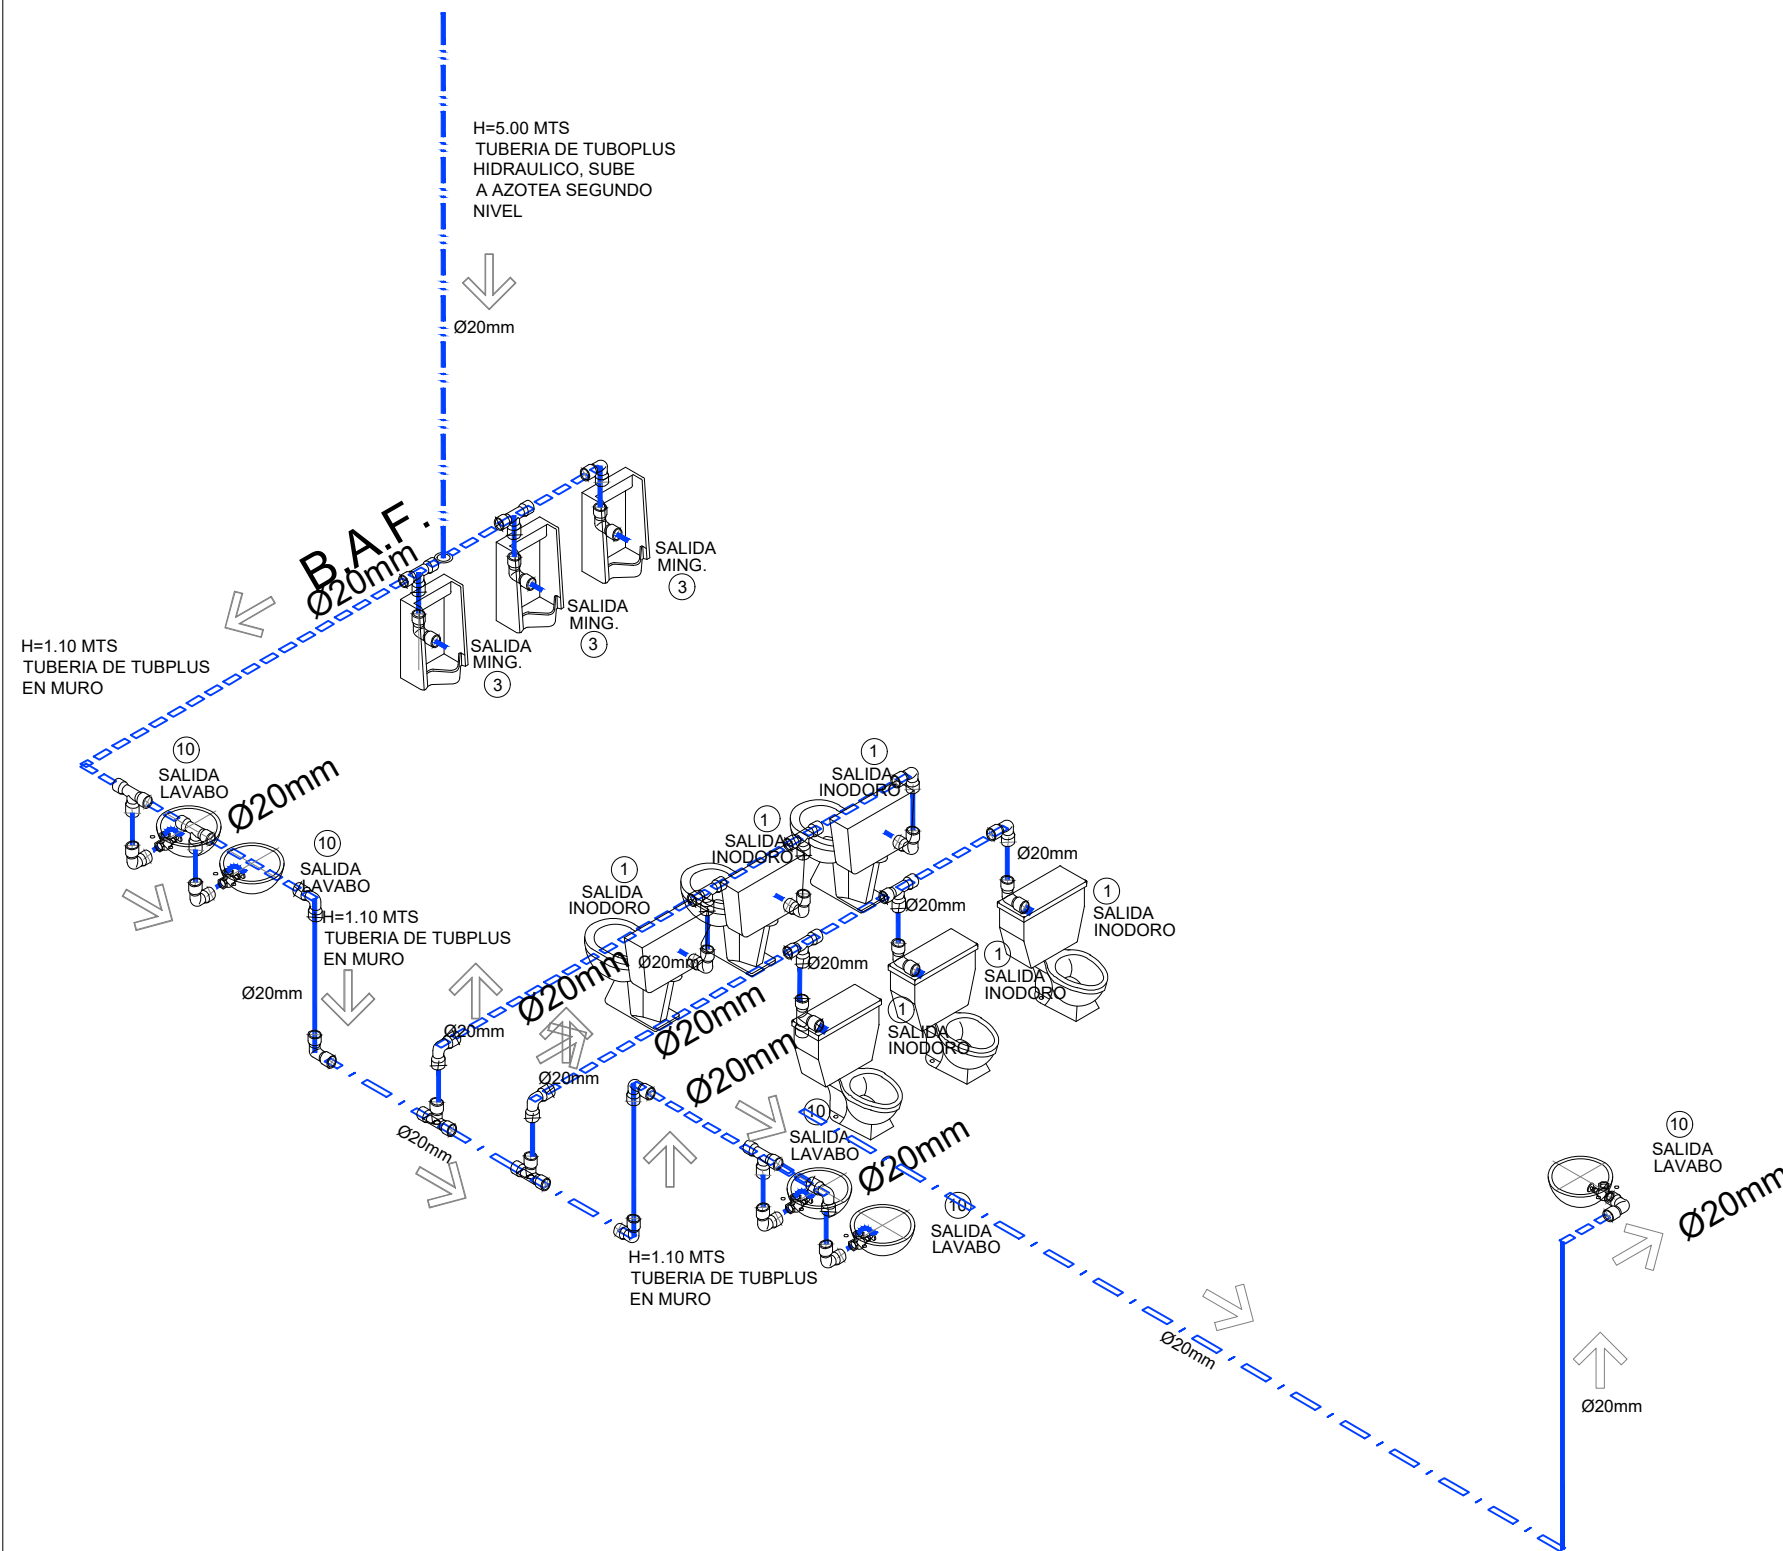 H=5.00 MTS
TUBERIA DE TUBOPLUS
HIDRAULICO, SUBE
A AZOTEA SEGUNDO
NIVEL
Ø20mm
B.A.F.
Ø20mm
SALIDA
MING.
3
SALIDA
MING.
3
SALIDA
MING.
3
H=1.10 MTS
TUBERIA DE TUBPLUS
EN MURO
10
SALIDA
LAVABO
Ø20mm
10
SALIDA
LAVABO
H=1.10 MTS
TUBERIA DE TUBPLUS
EN MURO
Ø20mm
1
SALIDA
INODORO
1
SALIDA
INODORO
1
SALIDA
INODORO
Ø20mm
Ø20mm
Ø20mm
Ø20mm
1
SALIDA
INODORO
1
SALIDA
INODORO
1
SALIDA
INODORO
Ø20mm
Ø20mm
Ø20mm
Ø20mm
Ø20mm
Ø20mm
10
SALIDA
LAVABO
Ø20mm
10
SALIDA
LAVABO
H=1.10 MTS
TUBERIA DE TUBPLUS
EN MURO
Ø20mm
10
SALIDA
LAVABO
Ø20mm
Ø20mm